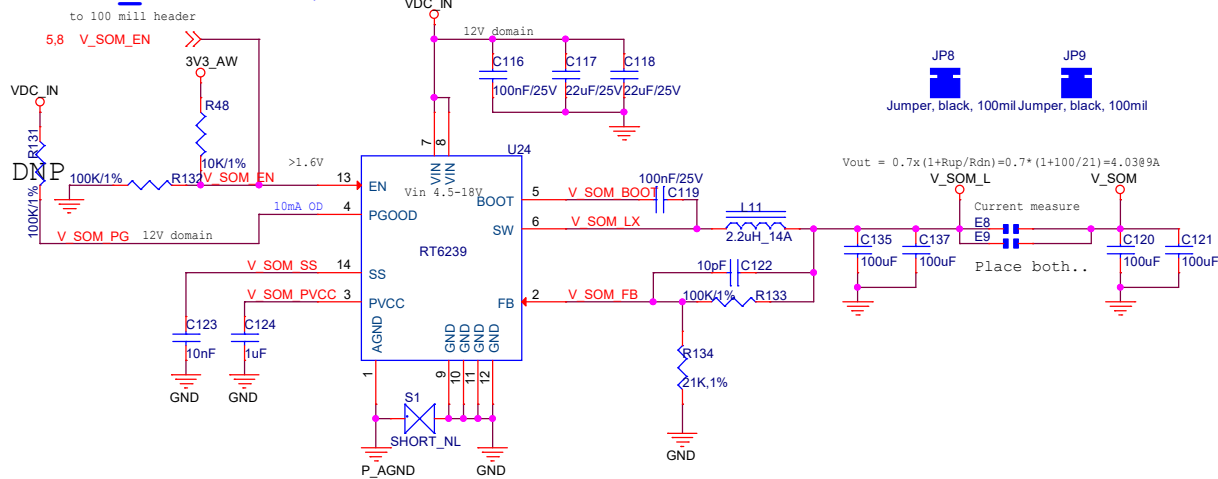 to 100 mill header
5,8 V_SOM_EN
3V3_AW
VDC_IN
R131
100K/1%
DNP
R48
10K/1%
100K/1%
R132
V_SOM_EN
>1.6V
13
EN
10mA OD
4
PGOOD
V_SOM_PG
12V domain
V_SOM_SS
14
SS
V_SOM_PVCC
3
PVCC
C123
10nF
GND
C124
1uF
GND
VDC_IN
12V domain
C116
100nF/25V
C117
22uF/25V
C118
22uF/25V
7
8
VIN
VIN
U24
Vin 4.5-18V
RT6239
BOOT
5
V_SOM_BOOT
100nF/25V
C119
SW
6
V_SOM_LX
L11
2.2uH_14A
10pF
C122
FB
2
V_SOM_FB
100K/1%
R133
R134
21K,1%
GND
AGND
GND
GND
GND
GND
1
9
10
11
12
S1
SHORT_NL
P_AGND
GND
JP8
Jumper, black, 100mil
JP9
Jumper, black, 100mil
Vout = 0.7x(1+Rup/Rdn)=0.7*(1+100/21)=4.03@9A
V_SOM_L
V_SOM
Current measure
E8
E9
Place both..
C135
100uF
C137
100uF
C120
100uF
C121
100uF